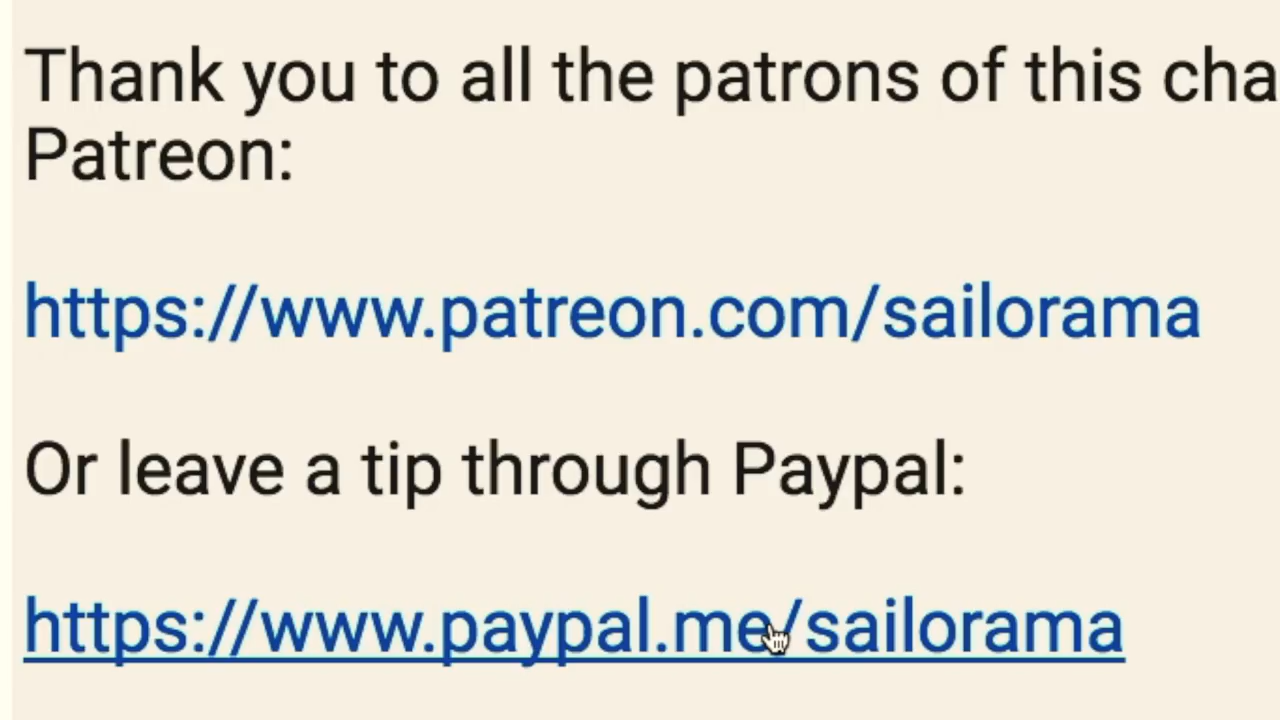 Thank you to all the patrons of this cha
Patreon:
https://www.patreon.com/sailorama
Or leave a tip through Paypal:
https://www.paypal.me/sailorama